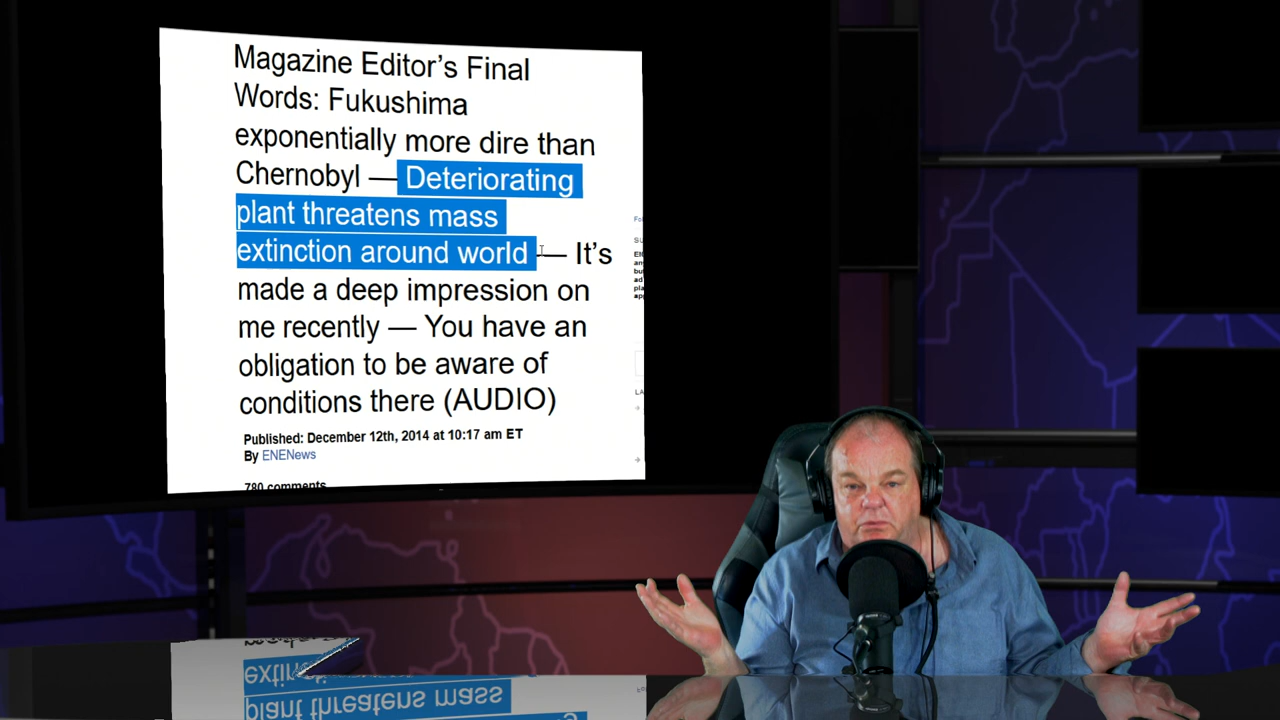 Magazine Editor’s Final
Words: Fukushima
exponentially more dire than
Chernobyl — Deteriorating
plant threatens mass
extinction around world — It’s
made a deep impression on
me recently — You have an
obligation to be aware of
conditions there (AUDIO)
Published: December 12th, 2014 at 10:17 am ET
By ENENews
780 comments